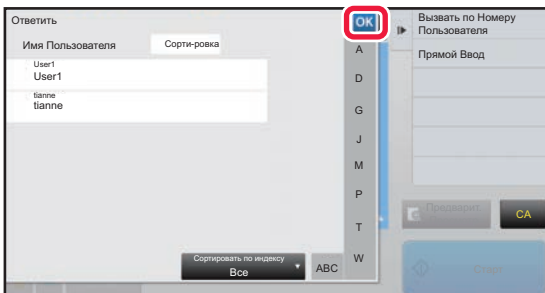 Ответить
OK
Имя Пользователя
Сорти-ровка
User1
User1
tianne
tianne
A
D
G
J
M
P
T
W
Сортировать по индексу
Все
ABC
Вызвать по Номеру
Пользователя
Прямой Ввод
CA
Старт